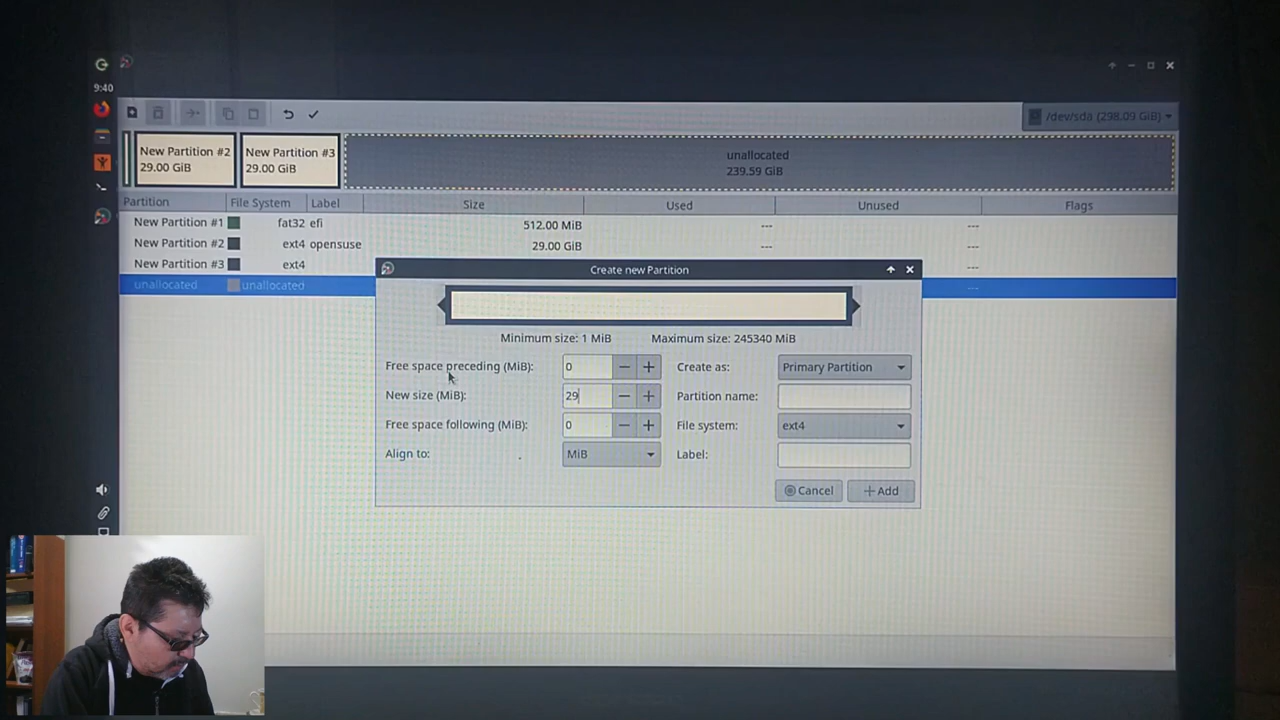 9:40
/dev/sda (298.09 GiB)
New Partition #2
29.00 GiB
New Partition #3
29.00 GiB
unallocated
239.59 GiB
Partition File System Label Size Used Unused Flags
New Partition #1 fat32 efi 512.00 MiB --- ---
New Partition #2 ext4 opensuse 29.00 GiB --- ---
New Partition #3 ext4 ---
unallocated unallocated ---
Create new Partition
Minimum size: 1 MiB Maximum size: 245340 MiB
Free space preceding (MiB): 0 Create as: Primary Partition
New size (MiB): 29 Partition name:
Free space following (MiB): 0 File system: ext4
Align to: MiB Label:
Cancel Add